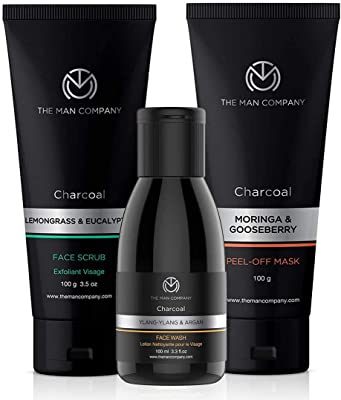 THE MAN COMPANY
Charcoal
LEMONGRASS & EUCALYPT
FACE SCRUB
Exfoliant Visage
100 g 3.5 oz
www.themancompany.com
THE MAN COMPANY
Charcoal
YLANG-YLANG & ARGAN
FACE WASH
Lotion Nettoyante pour le Visage
100 ml 3.3 fl.oz
www.themancompany.com
THE MAN COMPANY
Charcoal
MORINGA &
GOOSEBERRY
PEEL-OFF MASK
100 g
www.themancompany.com